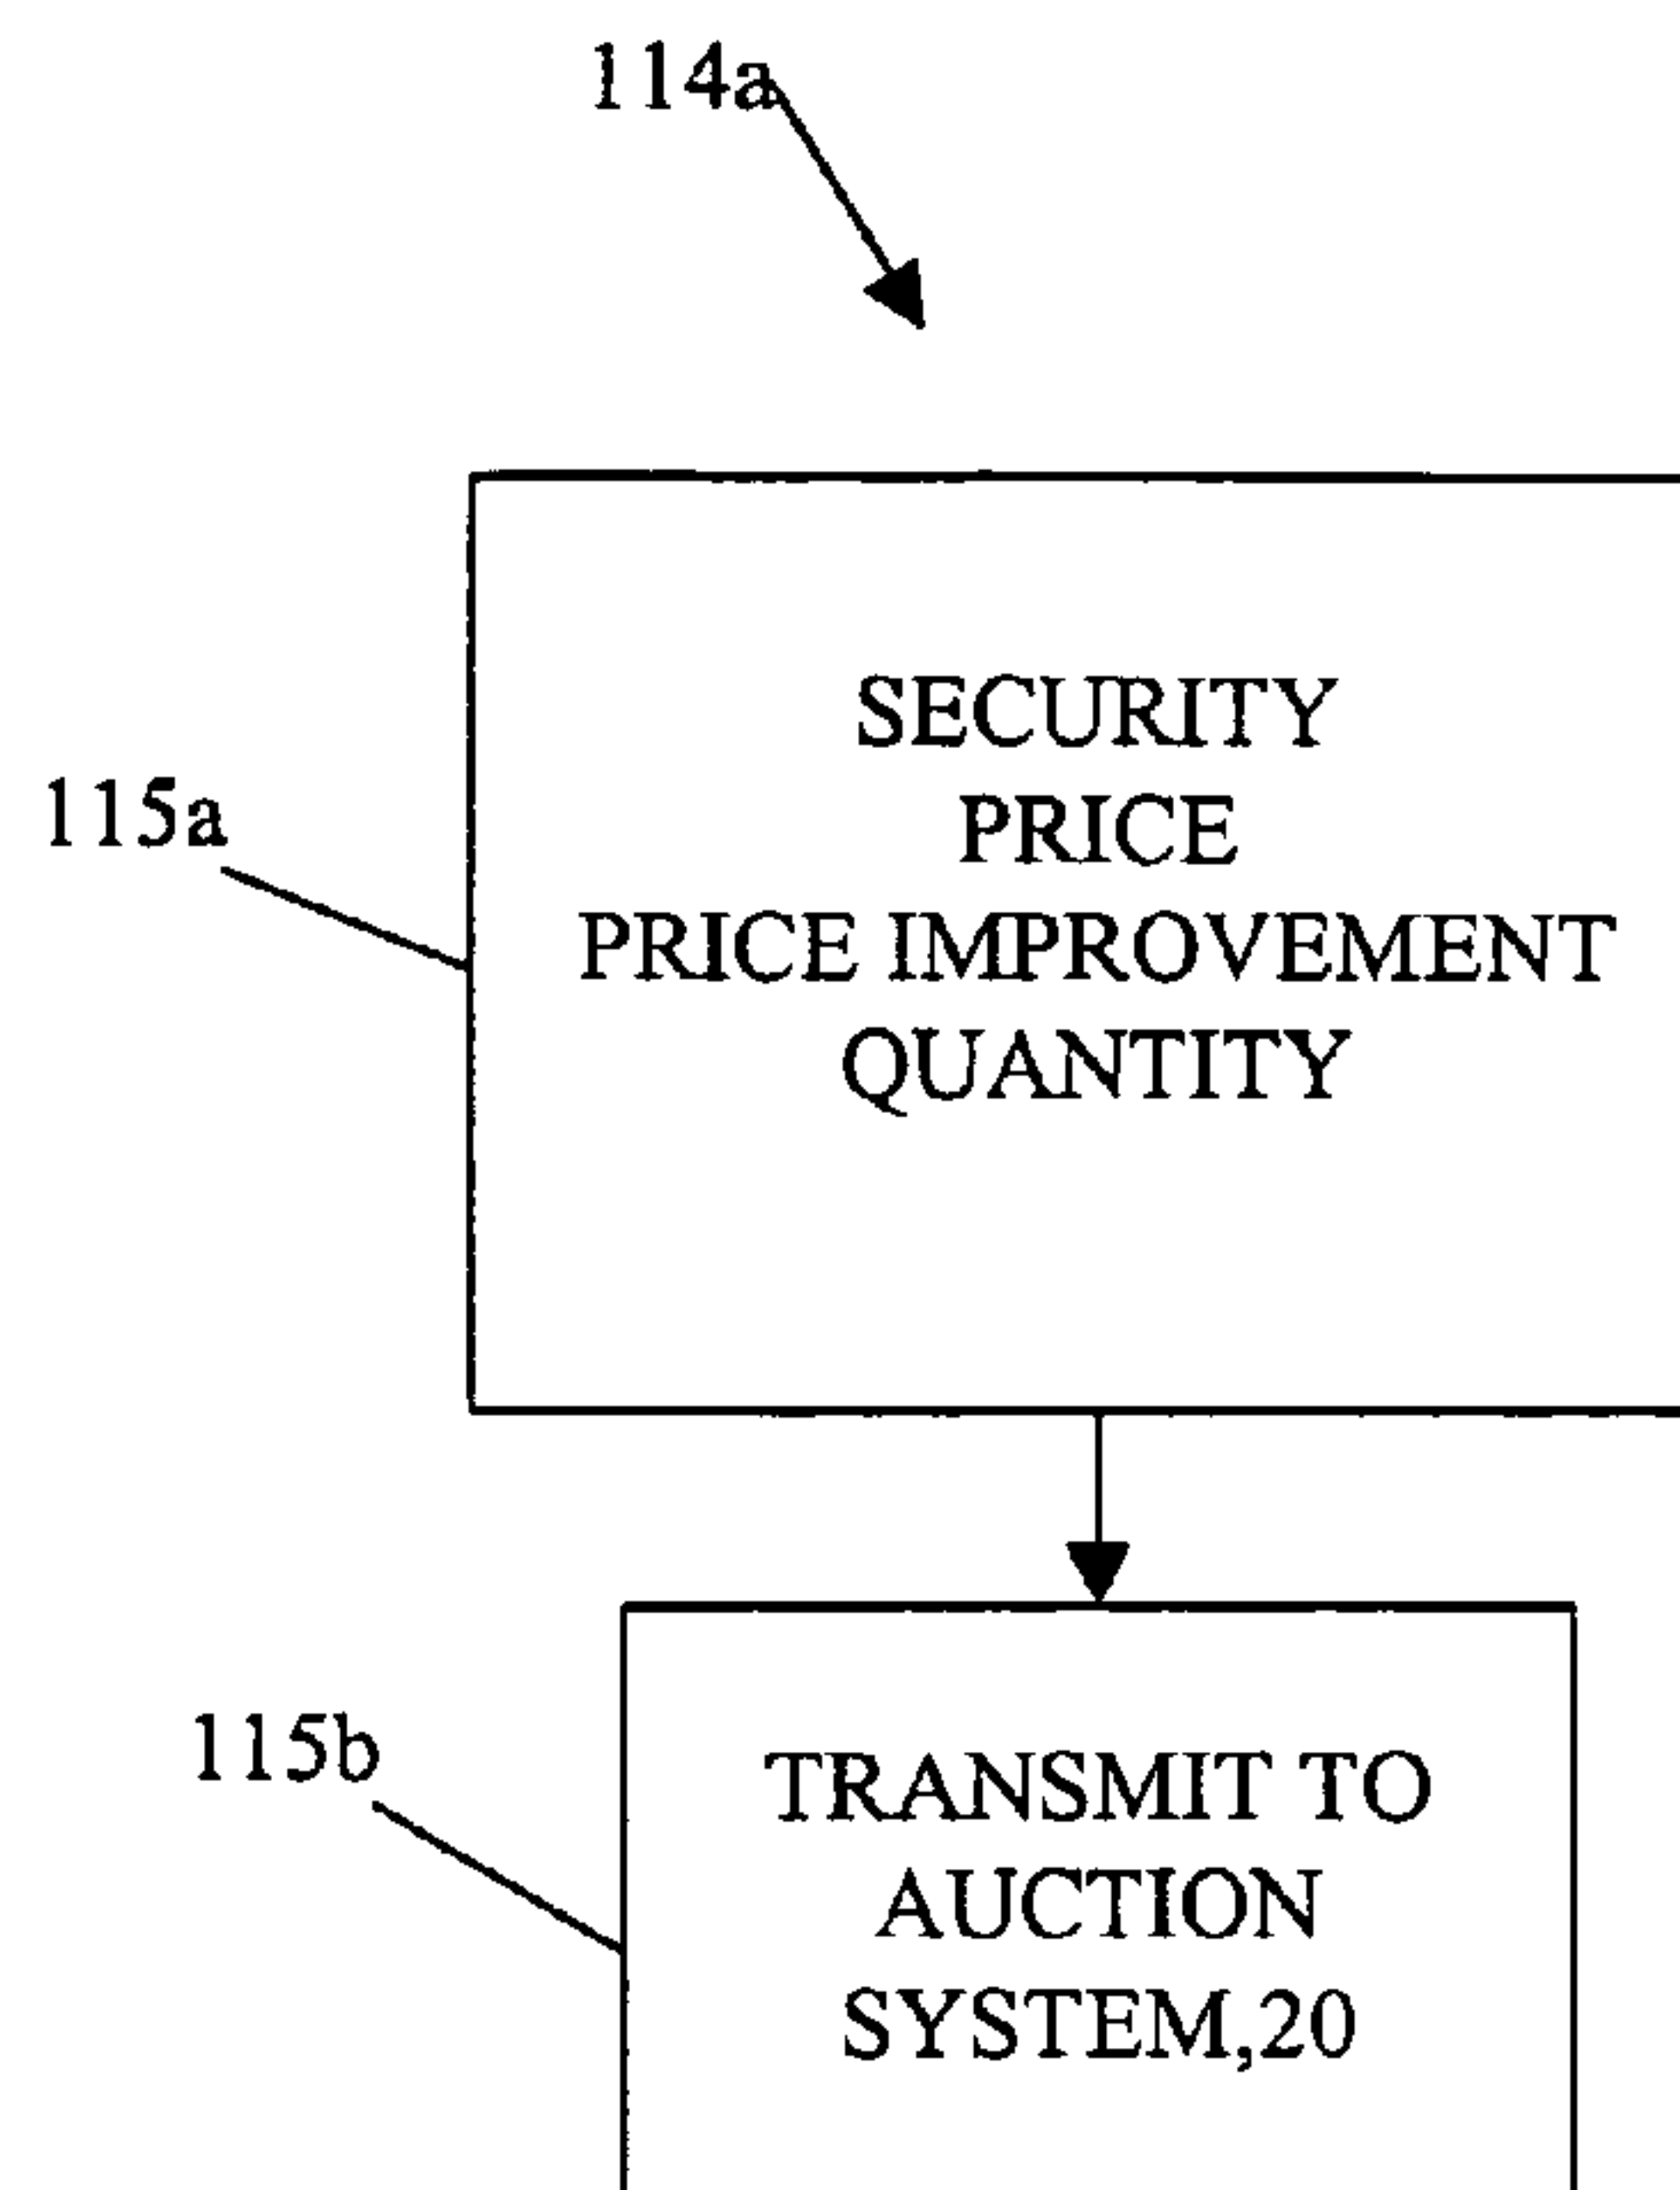 114a
SECURITY
PRICE
115a
PRICE IMPROVEMENT
QUANTITY
115b
TRANSMIT TO
AUCTION
SYSTEM,20